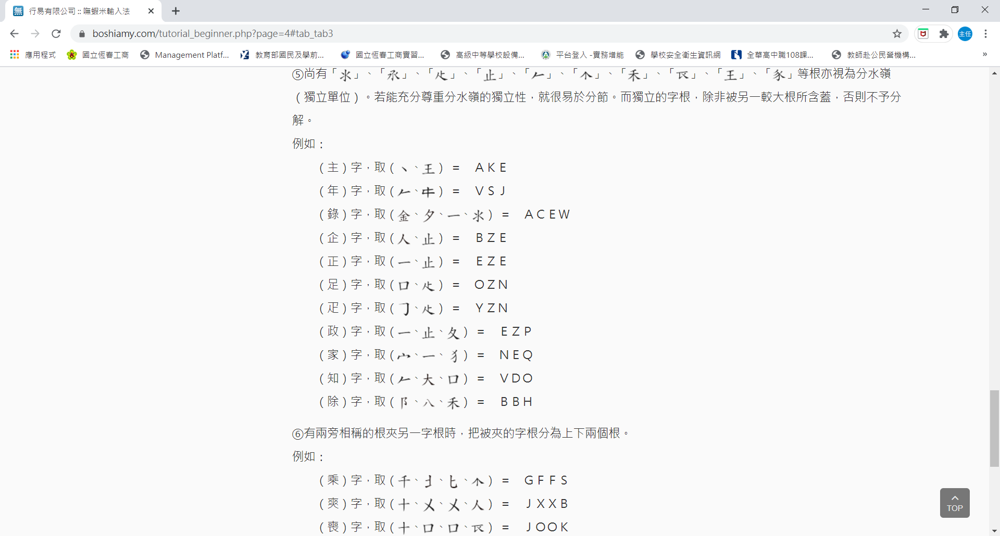 行易有限公司 :: 嘸蝦米輸入法
boshiamy.com/tutorial_beginner.php?page=4#tab_tab3
主任
應用程式 國立恆春工商 Management Platf... 教育部國民及學前... 國立恆春工商實習... 高級中等學校設備... 平台登入 -實務增能 學校安全衛生資訊網 全華高中職108課... 教師赴公民營機構... »
⑤尚有「氺」、「」、「龰」、「止」、「𠂉」、「」、「禾」、「」、「王」、「豖」等根亦視為分水嶺
（獨立單位）。若能充分尊重分水嶺的獨立性，就很易於分節。而獨立的字根，除非被另一較大根所含蓋，否則不予分
解。
例如：
（主）字，取（丶、王）＝　ＡＫＥ
（年）字，取（𠂉、㐄）＝　ＶＳＪ
（錄）字，取（金、夕、一、氺）＝　ＡＣＥＷ
（企）字，取（人、止）＝　ＢＺＥ
（正）字，取（一、止）＝　ＥＺＥ
（足）字，取（口、龰）＝　ＯＺＮ
（疋）字，取（㇆、龰）＝　ＹＺＮ
（政）字，取（一、止、攵）＝　ＥＺＰ
（家）字，取（宀、一、豸）＝　ＮＥＱ
（知）字，取（𠂉、大、口）＝　ＶＤＯ
（除）字，取（阝、八、禾）＝　ＢＢＨ
⑥有兩旁相稱的根夾另一字根時，把被夾的字根分為上下兩個根。
例如：
（乘）字，取（千、丬、匕、）＝　ＧＦＦＳ
（爽）字，取（十、㐅、㐅、人）＝　ＪＸＸＢ
（喪）字，取（十、口、口、）＝　ＪＯＯＫ
TOP